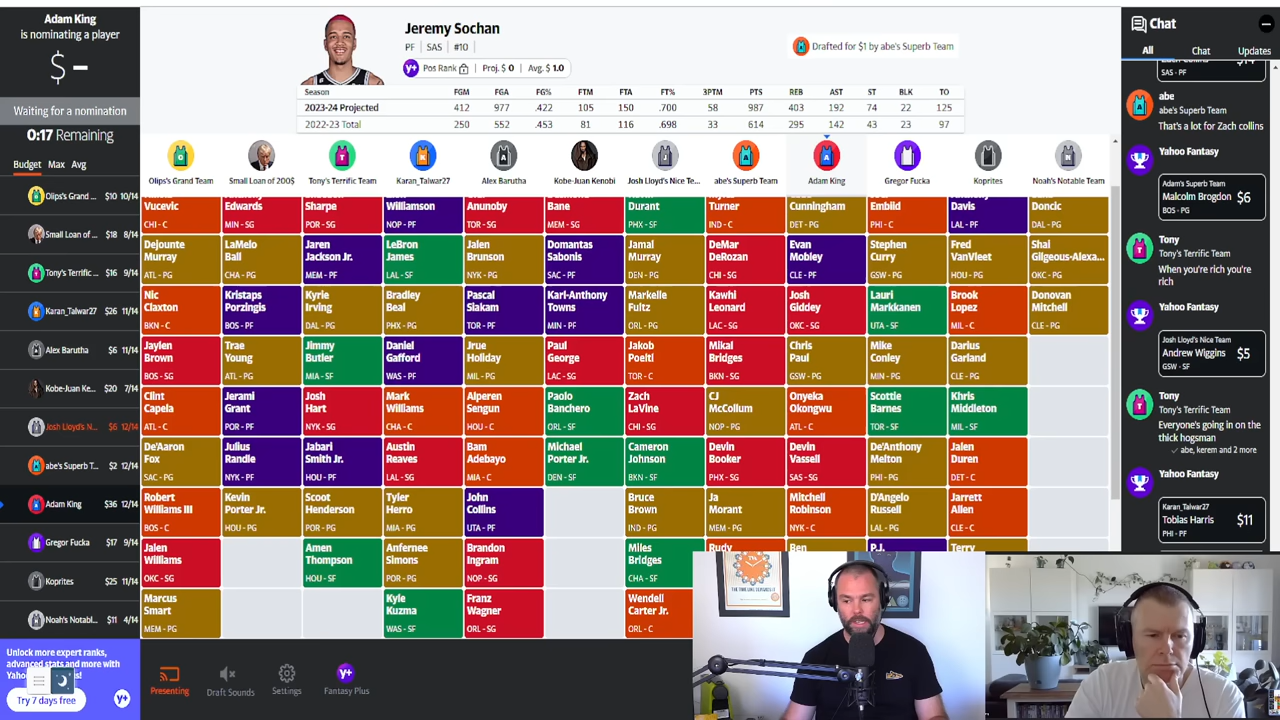 Adam King
is nominating a player
$ –
Waiting for a nomination
0:17 Remaining
Budget Max Avg
Olips's Grand Team $10 10/14
Small Loan of ... $18 8/14
Tony's Terrific ... $16 9/14
Karan_Talwar27 $26 11/14
Alex Barutha $6 11/14
Kobe-Juan Ke... $20 7/14
Josh Lloyd's N... $6 12/14
abe's Superb T... $2 12/14
Adam King $36 12/14
Gregor Fucka $17 9/14
Koprites $25 11/14
Noah's Notabl... $11 4/14
Unlock more expert ranks,
advanced stats and more with
Try 7 days free
y+
Jeremy Sochan
PF | SAS | #10
y+ Pos Rank Proj. $ 0 Avg. $ 1.0
Drafted for $1 by abe's Superb Team
Season FGM FGA FG% FTM FTA FT% 3PTM PTS REB AST ST BLK TO
2023-24 Projected 412 977 .422 105 150 .700 58 987 403 192 74 22 125
2022-23 Total 250 552 .453 81 116 .698 33 614 295 142 43 23 97
Olips's Grand Team Small Loan of 200$ Tony's Terrific Team Karan_Talwar27 Alex Barutha Kobe-Juan Kenobi Josh Lloyd's Nice Te... abe's Superb Team Adam King Gregor Fucka Koprites Noah's Notable Team
Vucevic Edwards Sharpe Williamson Anunoby Bane Durant Turner Cunningham Embiid Davis Doncic
CHI - C MIN - SG POR - SG NOP - PF TOR - SG MEM - SG PHX - SF IND - C DET - PG PHI - C LAL - PF DAL - PG
Dejounte LaMelo Jaren LeBron Jalen Domantas Jamal DeMar Evan Stephen Fred Shai
Murray Ball Jackson Jr. James Brunson Sabonis Murray DeRozan Mobley Curry VanVleet Gilgeous-Alexa...
ATL - PG CHA - PG MEM - PF LAL - SF NYK - PG SAC - PF DEN - PG CHI - SG CLE - PF GSW - PG HOU - PG OKC - PG
Nic Kristaps Kyrie Bradley Pascal Karl-Anthony Markelle Kawhi Josh Lauri Brook Donovan
Claxton Porzingis Irving Beal Siakam Towns Fultz Leonard Giddey Markkanen Lopez Mitchell
BKN - C BOS - PF DAL - PG PHX - PG TOR - PF MIN - PF ORL - PG LAC - SG OKC - SG UTA - SF MIL - C CLE - PG
Jaylen Trae Jimmy Daniel Jrue Paul Jakob Mikal Chris Mike Darius
Brown Young Butler Gafford Holiday George Poeltl Bridges Paul Conley Garland
BOS - SG ATL - PG MIA - SF WAS - PF MIL - PG LAC - SG TOR - C BKN - SG GSW - PG MIN - PG CLE - PG
Clint Jerami Josh Mark Alperen Paolo Zach CJ Onyeka Scottie Khris
Capela Grant Hart Williams Sengun Banchero LaVine McCollum Okongwu Barnes Middleton
ATL - C POR - PF NYK - SG CHA - C HOU - C ORL - SF CHI - SG NOP - PG ATL - C TOR - SF MIL - SF
De'Aaron Julius Jabari Austin Bam Michael Cameron Devin Devin De'Anthony Jalen
Fox Randle Smith Jr. Reaves Adebayo Porter Jr. Johnson Booker Vassell Melton Duren
SAC - PG NYK - PF HOU - PF LAL - SG MIA - C DEN - SF BKN - SF PHX - SG SAS - SG PHI - SG DET - C
Robert Kevin Scoot Tyler John Bruce Ja Mitchell D'Angelo Jarrett
Williams III Porter Jr. Henderson Herro Collins Brown Morant Robinson Russell Allen
BOS - C HOU - PG POR - PG MIA - PG UTA - PF IND - PG MEM - PG NYK - C LAL - PG CLE - C
Jalen Amen Anfernee Brandon Miles Rudy Ben P.J. Terry
Williams Thompson Simons Ingram Bridges
OKC - SG HOU - SF POR - PG NOP - SG CHA - SF
Marcus Kyle Franz Wendell
Smart Kuzma Wagner Carter Jr.
MEM - PG WAS - SF ORL - SG ORL - C
Presenting Draft Sounds Settings Fantasy Plus
Chat
All Chat Updates
SAS - PF
abe
abe's Superb Team
That's a lot for Zach collins
Yahoo Fantasy
Adam's Superb Team
Malcolm Brogdon $6
BOS - PG
Tony
Tony's Terrific Team
When you're rich you're
rich
Yahoo Fantasy
Josh Lloyd's Nice Team
Andrew Wiggins $5
GSW - SF
Tony
Tony's Terrific Team
Everyone's going in on the
thick hogsman
abe, kerem and 2 more
Yahoo Fantasy
Karan_Talwar27
Tobias Harris $11
PHI - PF